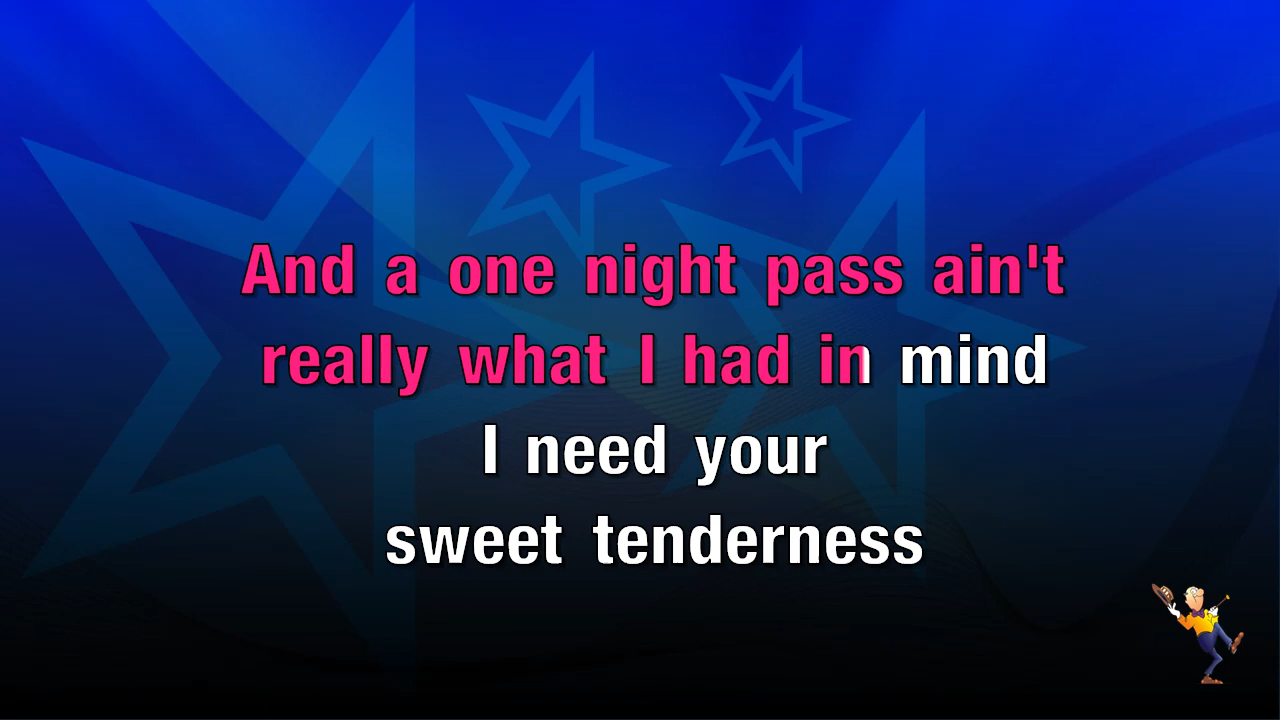 And a one night pass ain't
really what I had in mind
I need your
sweet tenderness